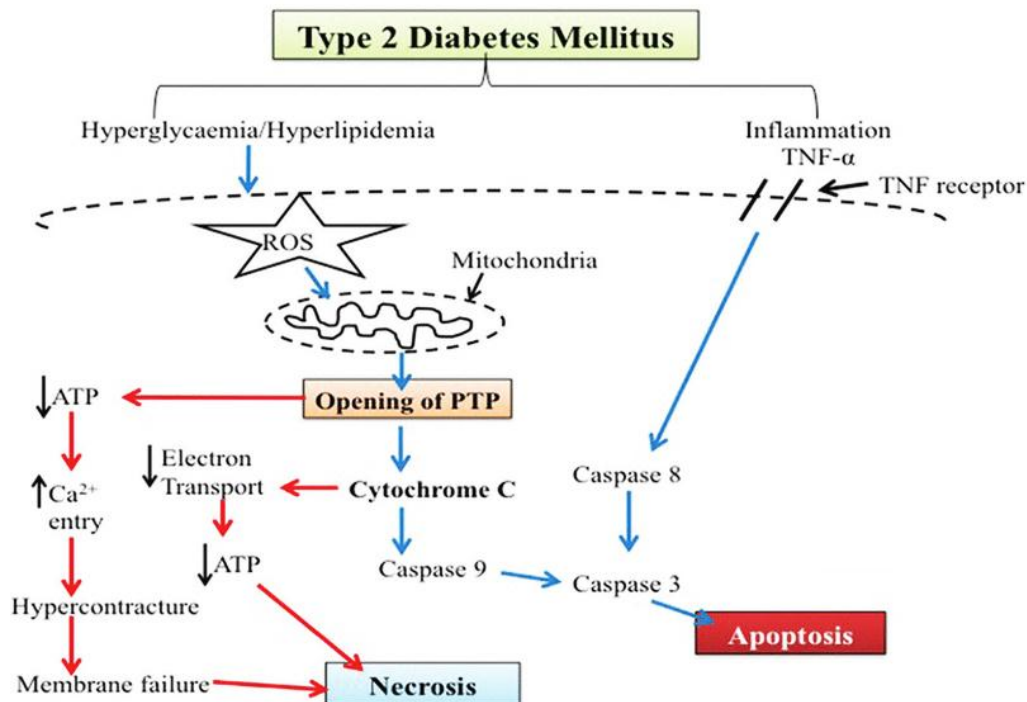 Type 2 Diabetes Mellitus
Hyperglycaemia/Hyperlipidemia
Inflammation
TNF-α
TNF receptor
ROS
Mitochondria
Opening of PTP
ATP
Electron
Transport
Cytochrome C
Caspase 8
Ca²⁺
entry
ATP
Caspase 9
Caspase 3
Hypercontracture
Apoptosis
Membrane failure
Necrosis